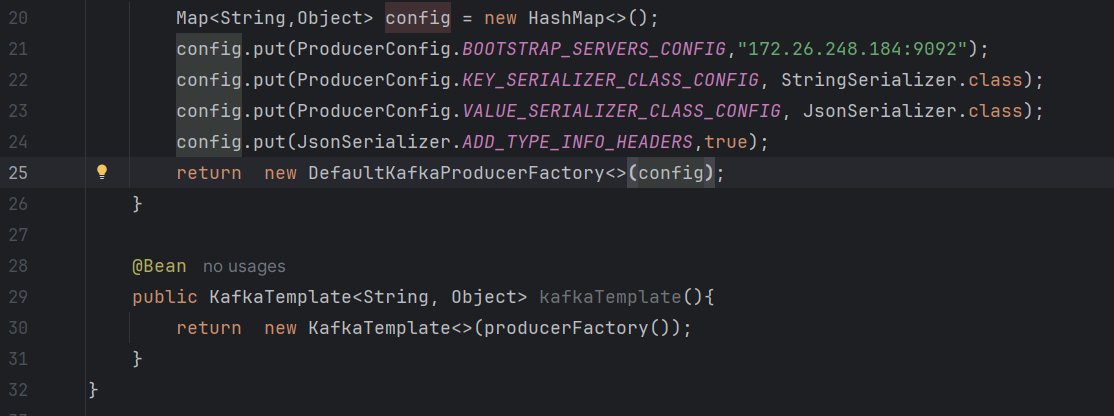 20 Map<String,Object> config = new HashMap<>();
21 config.put(ProducerConfig.BOOTSTRAP_SERVERS_CONFIG,"172.26.248.184:9092");
22 config.put(ProducerConfig.KEY_SERIALIZER_CLASS_CONFIG, StringSerializer.class);
23 config.put(ProducerConfig.VALUE_SERIALIZER_CLASS_CONFIG, JsonSerializer.class);
24 config.put(JsonSerializer.ADD_TYPE_INFO_HEADERS,true);
25 return  new DefaultKafkaProducerFactory<>(config);
26 }
27
28 @Bean no usages
29 public KafkaTemplate<String, Object> kafkaTemplate(){
30 return  new KafkaTemplate<>(producerFactory());
31 }
32 }